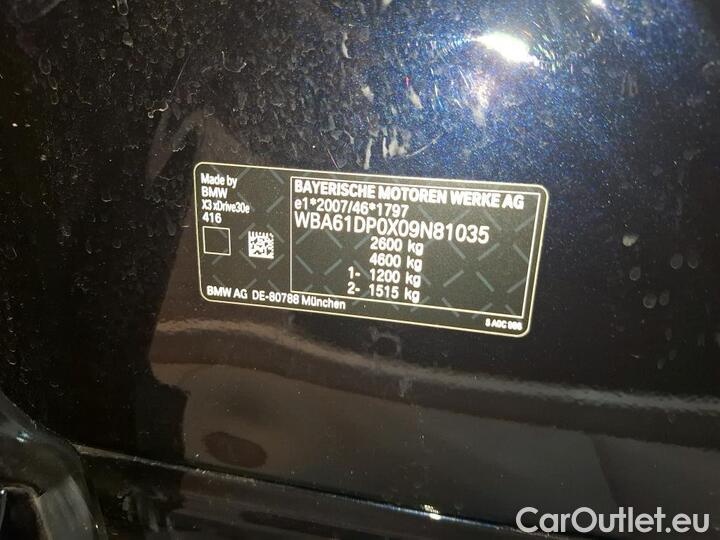 Made by
BMW
X3 xDrive30e
416
BAYERISCHE MOTOREN WERKE AG
e1*2007/46*1797
WBA61DP0X09N81035
2600 kg
4600 kg
1- 1200 kg
2- 1515 kg
BMW AG DE-80788 München
CarOutlet.eu